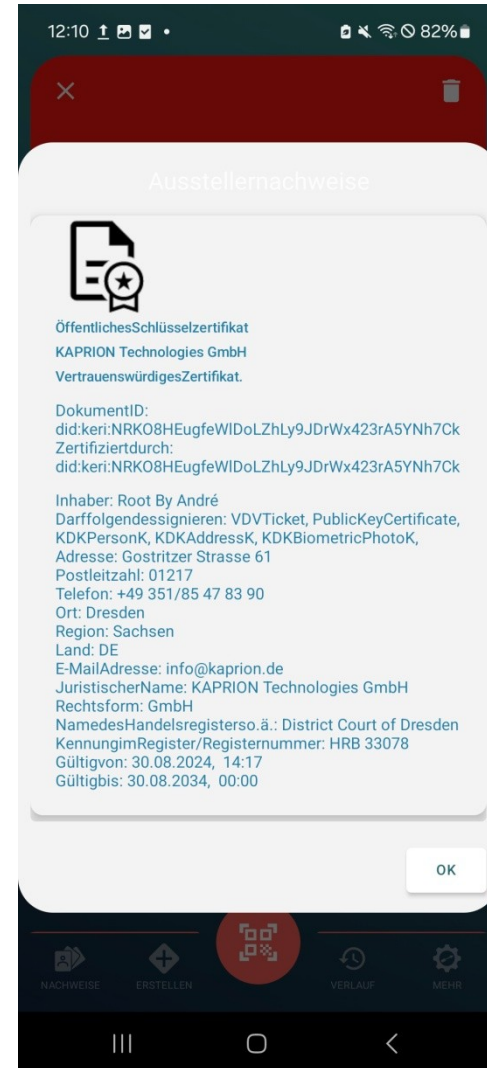 12:10
82%
Ausstellernachweise
ÖffentlichesSchlüsselzertifikat
KAPRION Technologies GmbH
VertrauenswürdigesZertifikat.
DokumentID:
did:keri:NRKO8HEugfeWlDoLZhLy9JDrWx423rA5YNh7Ck
Zertifiziertdurch:
did:keri:NRKO8HEugfeWlDoLZhLy9JDrWx423rA5YNh7Ck
Inhaber: Root By André
Darffolgendessignieren: VDVTicket, PublicKeyCertificate,
KDKPersonK, KDKAddressK, KDKBiometricPhotoK,
Adresse: Gostritzer Strasse 61
Postleitzahl: 01217
Telefon: +49 351/85 47 83 90
Ort: Dresden
Region: Sachsen
Land: DE
E-MailAdresse: info@kaprion.de
JuristischerName: KAPRION Technologies GmbH
Rechtsform: GmbH
NamedesHandelsregisterso.ä.: District Court of Dresden
KennungimRegister/Registernummer: HRB 33078
Gültigvon: 30.08.2024, 14:17
Gültigbis: 30.08.2034, 00:00
OK
NACHWEISE
ERSTELLEN
VERLAUF
MEHR